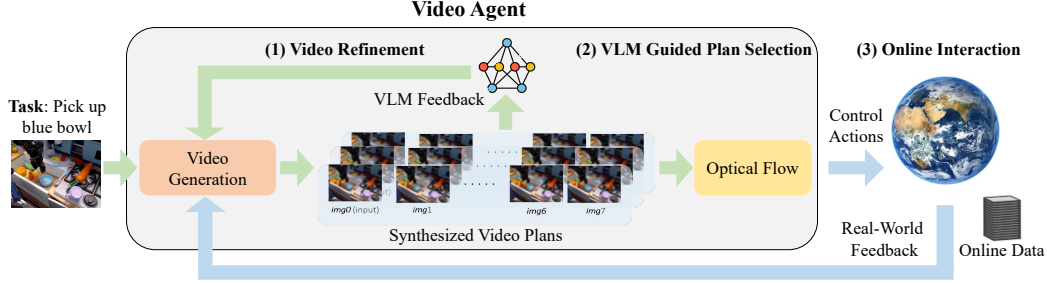 Video Agent
(1) Video Refinement
(2) VLM Guided Plan Selection
(3) Online Interaction
Task: Pick up
blue bowl
VLM Feedback
Video
Generation
img0 (input)
img1
img6
img7
Synthesized Video Plans
Optical Flow
Control
Actions
Real-World
Feedback
Online Data